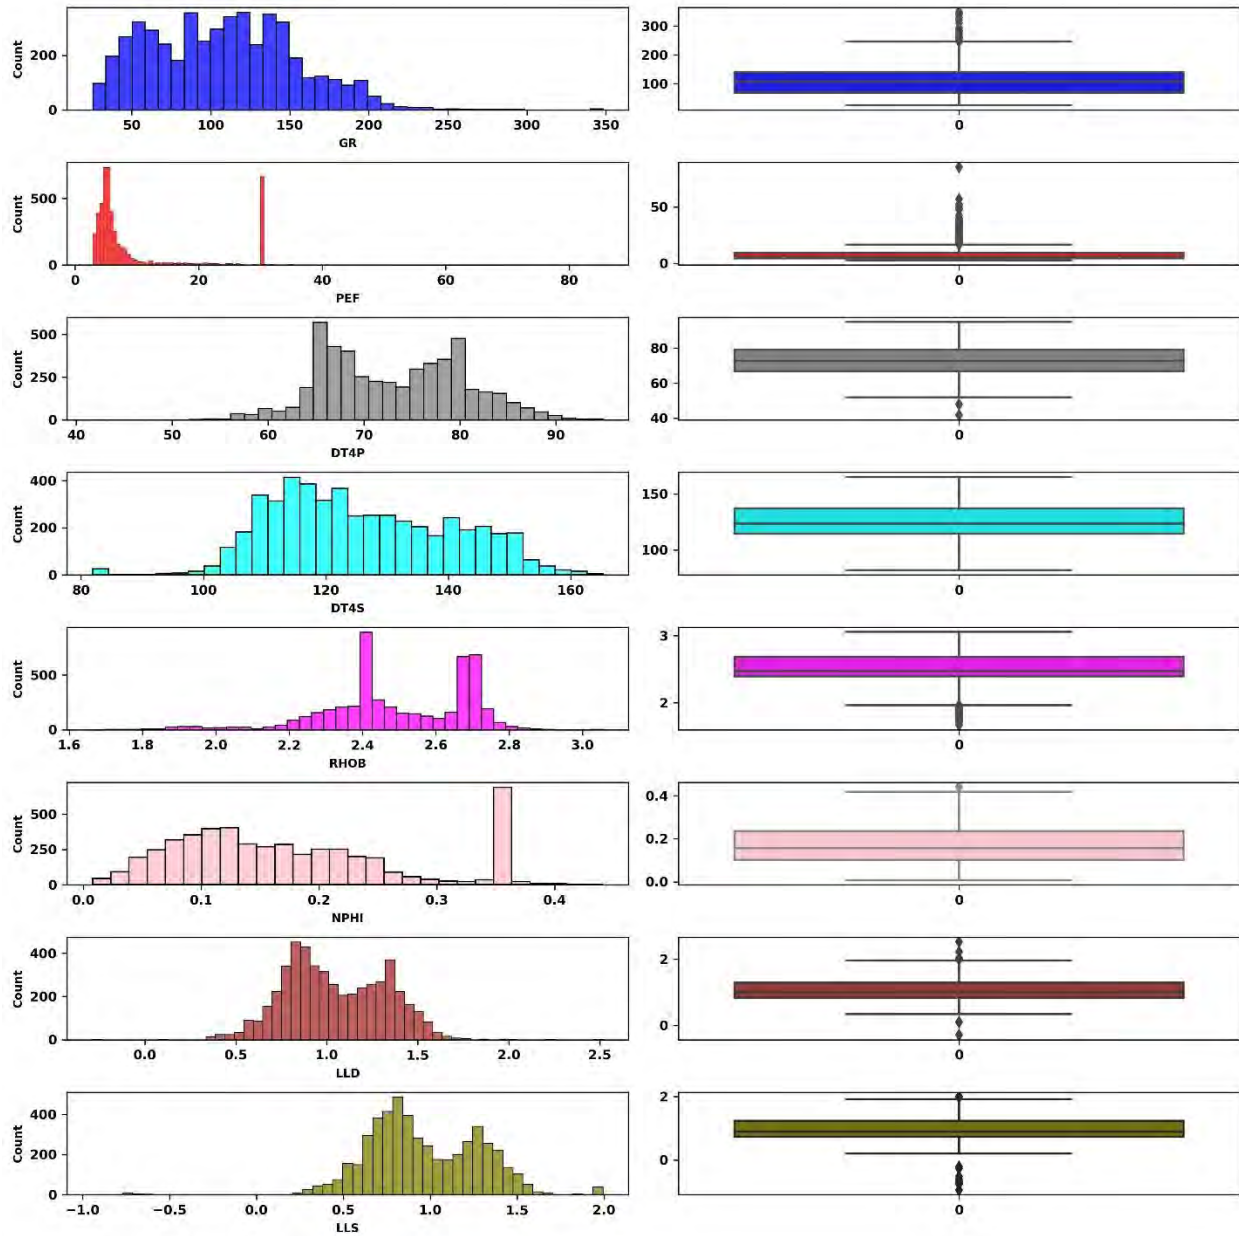 Count
200
0
50 100 150 200 250 300 350
GR
300
200
100
0
Count
500
0
0 20 40 60 80
PEF
50
0
0
Count
500
250
0
40 50 60 70 80 90
DT4P
80
60
40
0
Count
400
200
0
80 100 120 140 160
DT4S
150
100
0
Count
500
0
1.6 1.8 2.0 2.2 2.4 2.6 2.8 3.0
RHOB
3
2
0
Count
500
250
0
0.0 0.1 0.2 0.3 0.4
NPHI
0.4
0.2
0.0
0
Count
400
200
0
0.0 0.5 1.0 1.5 2.0 2.5
LLD
2
0
0
Count
400
200
0
−1.0 −0.5 0.0 0.5 1.0 1.5 2.0
LLS
2
0
0